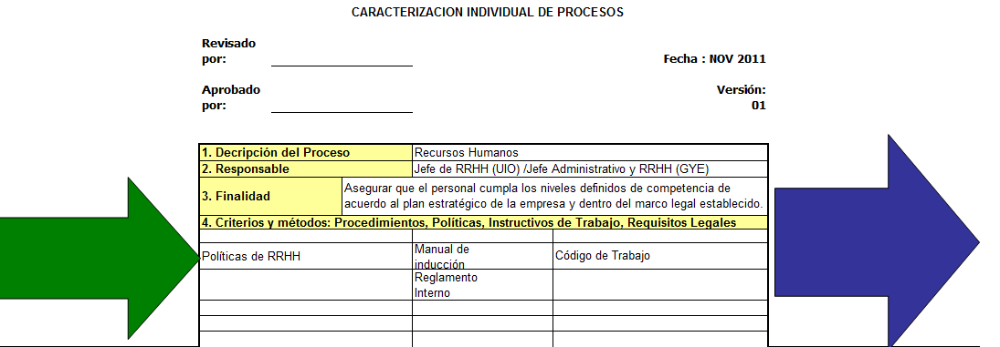 CARACTERIZACION INDIVIDUAL DE PROCESOS
Revisado
por:
Fecha : NOV 2011
Aprobado
por:
Versión:
01
1. Decripción del Proceso Recursos Humanos
2. Responsable Jefe de RRHH (UIO) /Jefe Administrativo y RRHH (GYE)
3. Finalidad
Asegurar que el personal cumpla los niveles definidos de competencia de
acuerdo al plan estratégico de la empresa y dentro del marco legal establecido.
4. Criterios y métodos: Procedimientos, Políticas, Instructivos de Trabajo, Requisitos Legales
Políticas de RRHH
Manual de
inducción
Código de Trabajo
Reglamento
Interno